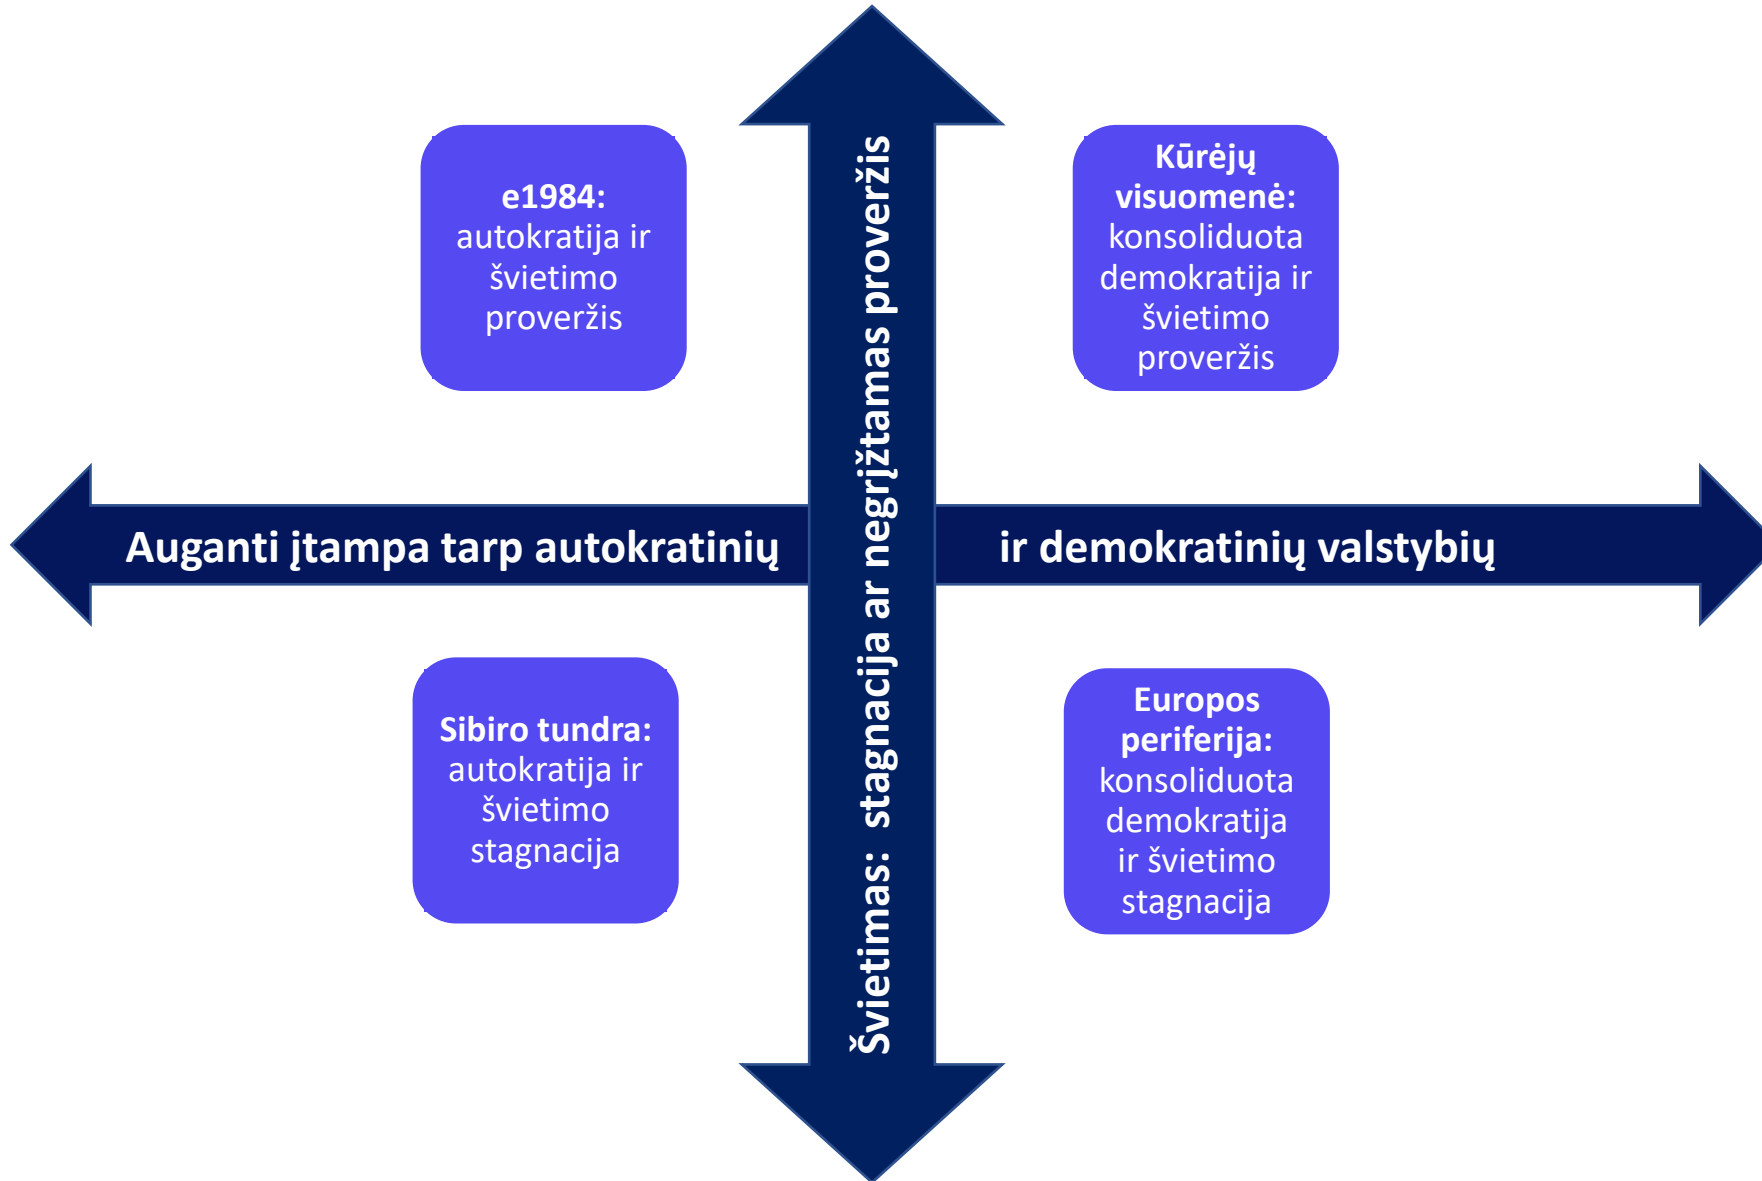 e1984:
autokratija ir
švietimo
proveržis
Kūrėjų
visuomenė:
konsoliduota
demokratija ir
švietimo
proveržis
Auganti įtampa tarp autokratinių
ir demokratinių valstybių
Švietimas: stagnacija ar negrįžtamas proveržis
Sibiro tundra:
autokratija ir
švietimo
stagnacija
Europos
periferija:
konsoliduota
demokratija
ir švietimo
stagnacija